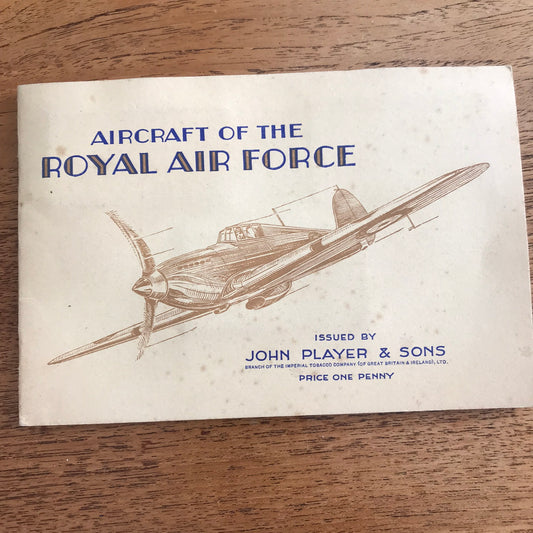 AIRCRAFT OF THE
ROYAL AIR FORCE
ISSUED BY
JOHN PLAYER & SONS
BRANCH OF THE IMPERIAL TOBACCO COMPANY (OF GREAT BRITAIN & IRELAND), LTD.
PRICE ONE PENNY